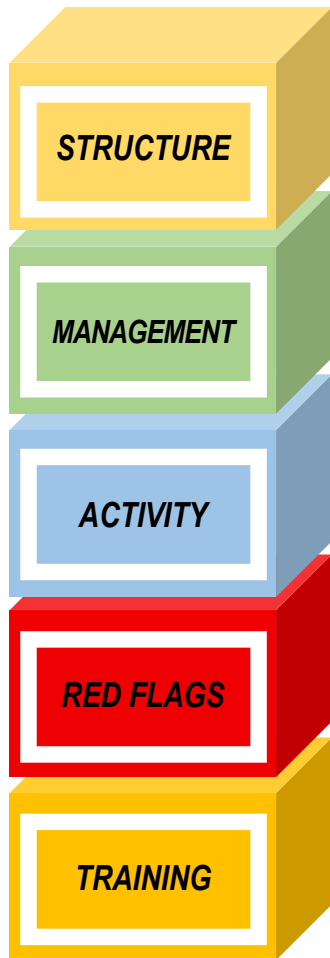 STRUCTURE
MANAGEMENT
ACTIVITY
RED FLAGS
TRAINING